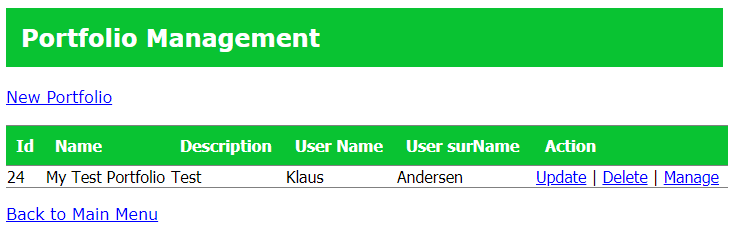 Portfolio Management
New Portfolio
Id Name Description User Name User surName Action
24 My Test Portfolio Test Klaus Andersen Update | Delete | Manage
Back to Main Menu